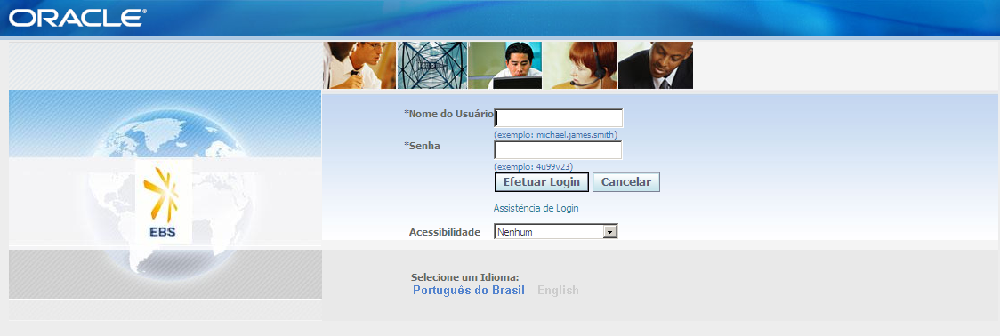 ORACLE®
EBS
*Nome do Usuário
(exemplo: michael.james.smith)
*Senha
(exemplo: 4u99v23)
Efetuar Login Cancelar
Assistência de Login
Acessibilidade Nenhum
Selecione um Idioma:
Português do Brasil English